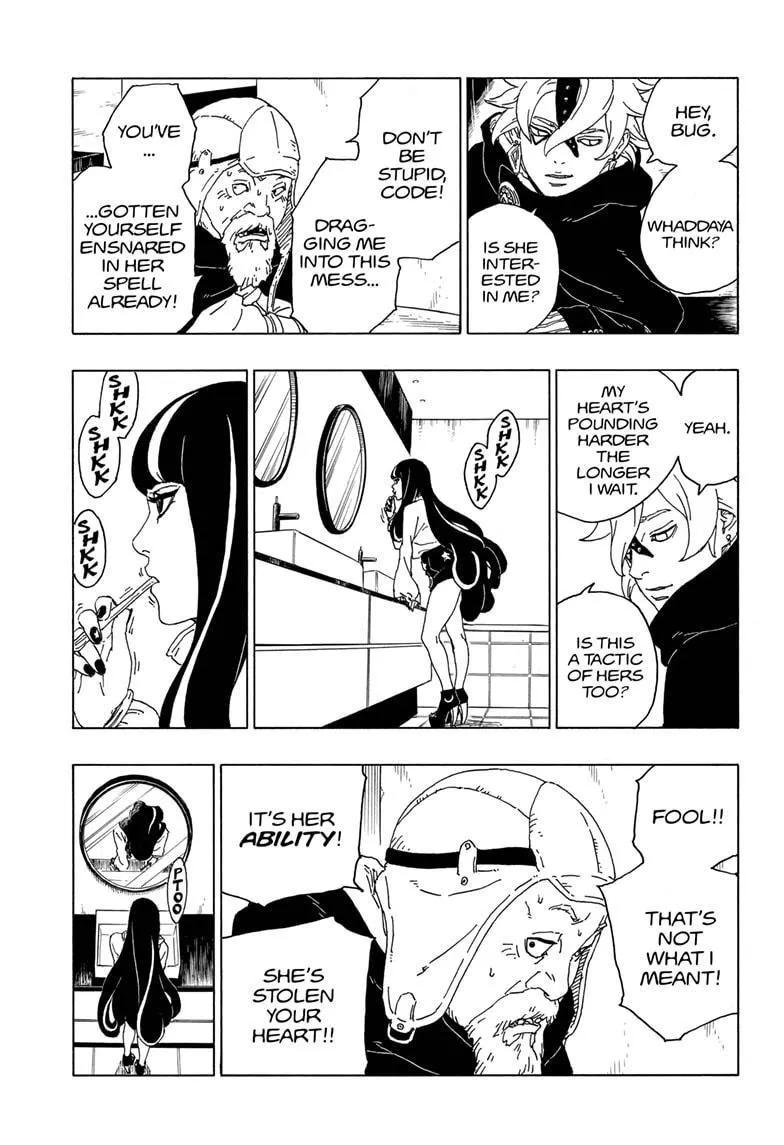 HEY,
BUG.
WHADDAYA
THINK?
IS SHE
INTER-
ESTED
IN ME?
DON'T
BE
STUPID,
CODE!
DRAG-
GING ME
INTO THIS
MESS...
YOU'VE
...
...GOTTEN
YOURSELF
ENSNARED
IN HER
SPELL
ALREADY!
YEAH.
MY
HEART'S
POUNDING
HARDER
THE
LONGER
I WAIT.
IS THIS
A TACTIC
OF HERS
TOO?
SHKK
SHKK
SHKK
SHKK
SHKK
FOOL!!
THAT'S
NOT
WHAT I
MEANT!
IT'S HER
ABILITY!
SHE'S
STOLEN
YOUR
HEART!!
PTOO